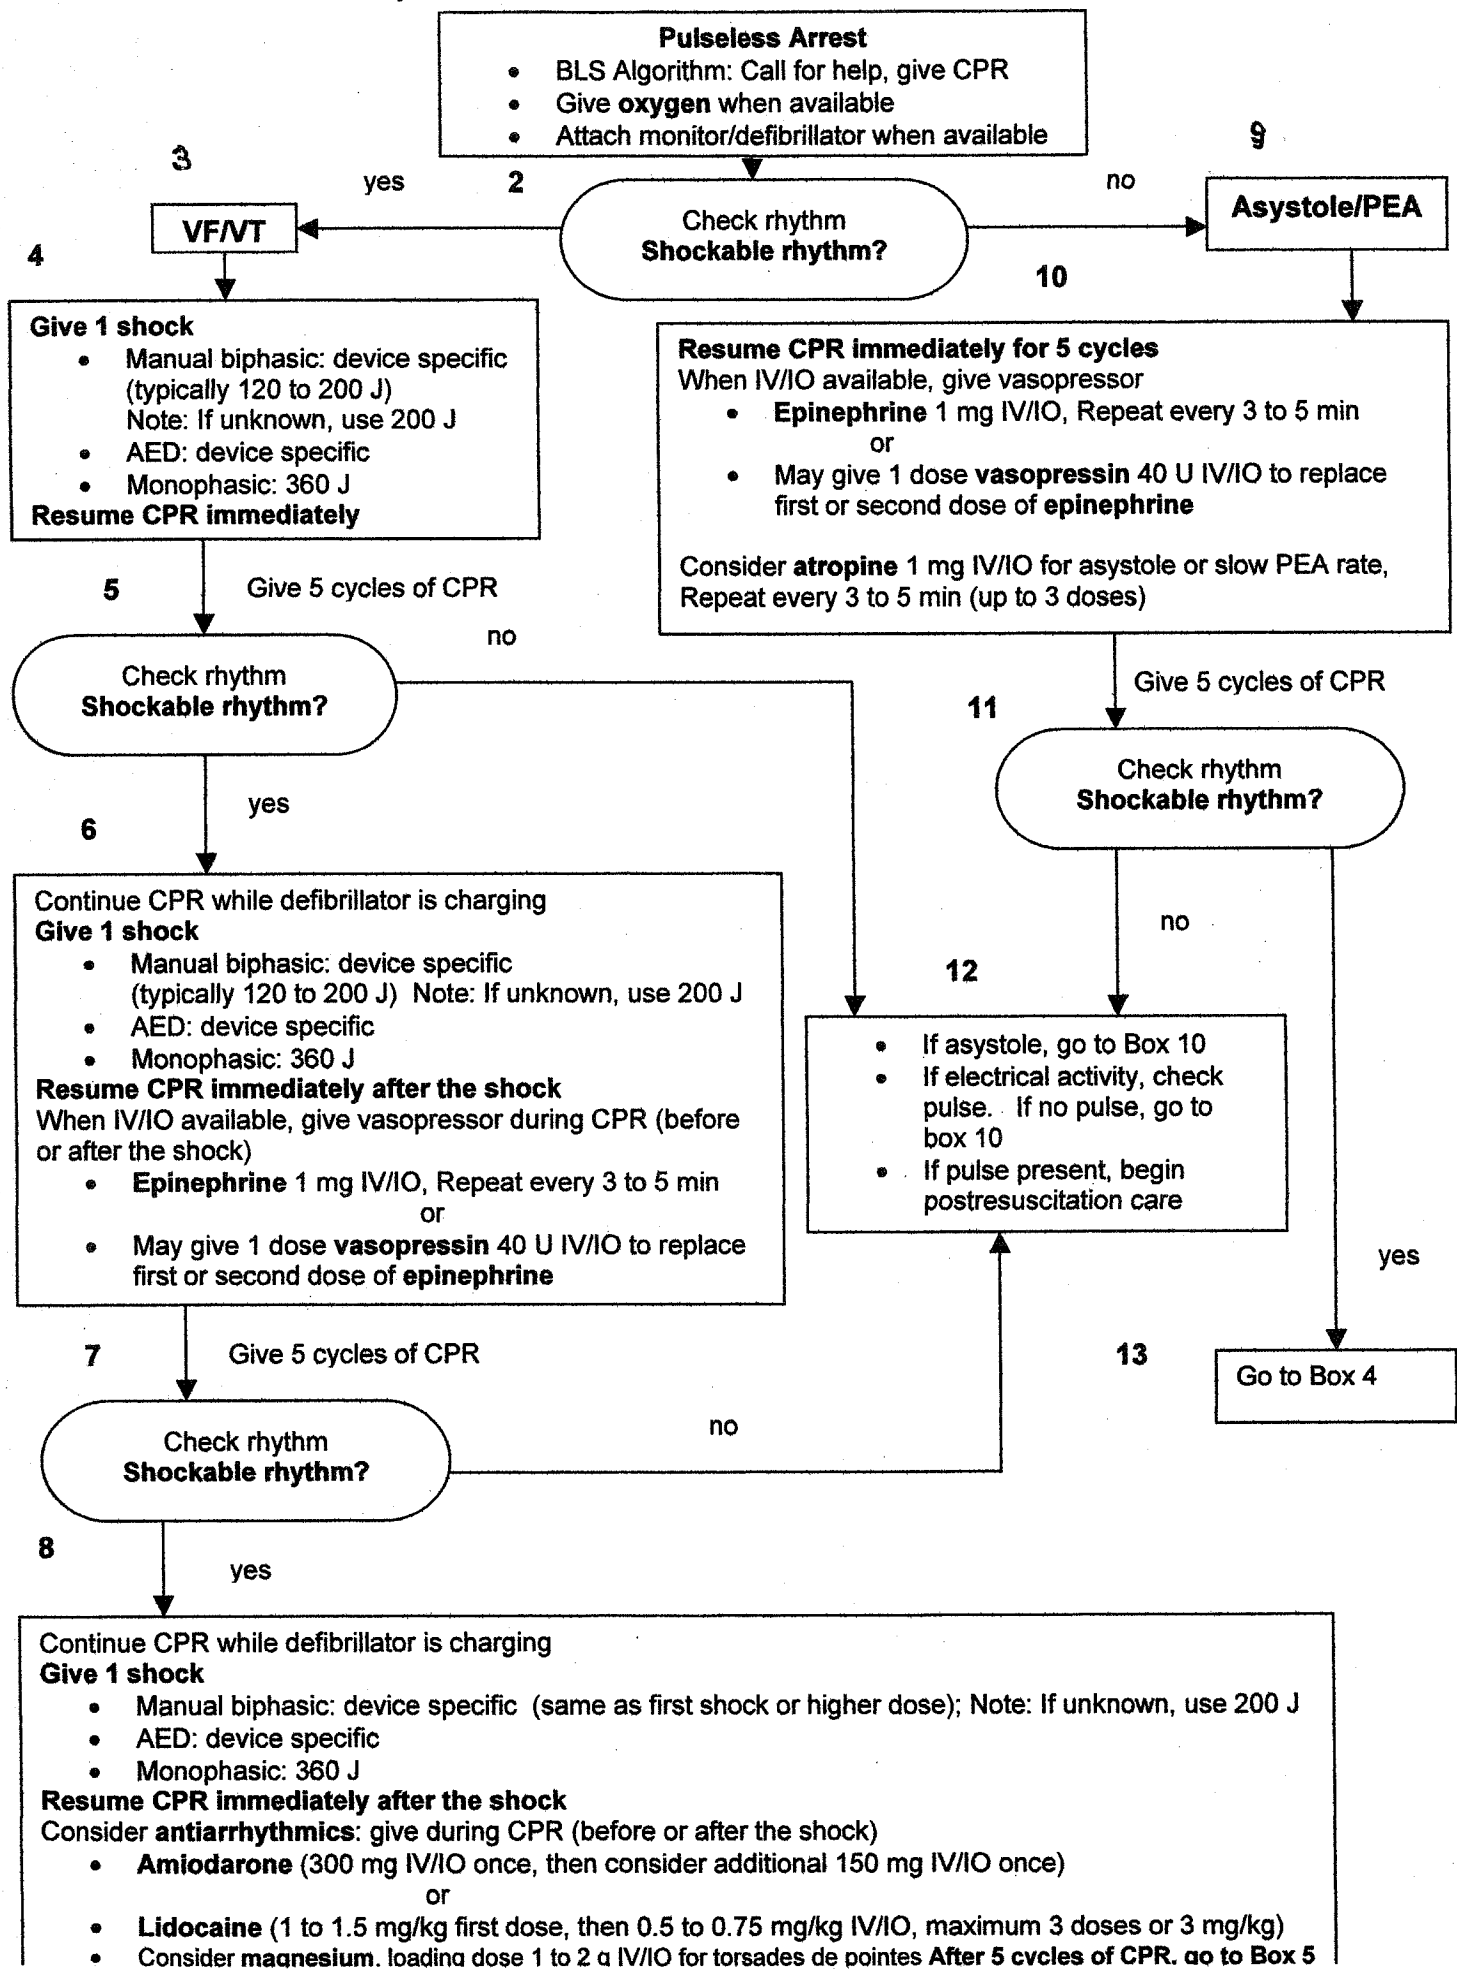 Pulseless Arrest
• BLS Algorithm: Call for help, give CPR
• Give oxygen when available
• Attach monitor/defibrillator when available
9
3
yes
2
no
Check rhythm
Shockable rhythm?
Asystole/PEA
VF/VT
4
10
Give 1 shock
• Manual biphasic: device specific
(typically 120 to 200 J)
Note: If unknown, use 200 J
• AED: device specific
• Monophasic: 360 J
Resume CPR immediately
Resume CPR immediately for 5 cycles
When IV/IO available, give vasopressor
• Epinephrine 1 mg IV/IO, Repeat every 3 to 5 min
or
• May give 1 dose vasopressin 40 U IV/IO to replace
first or second dose of epinephrine
Consider atropine 1 mg IV/IO for asystole or slow PEA rate,
Repeat every 3 to 5 min (up to 3 doses)
5
Give 5 cycles of CPR
no
Check rhythm
Shockable rhythm?
Give 5 cycles of CPR
11
Check rhythm
Shockable rhythm?
yes
6
no
Continue CPR while defibrillator is charging
Give 1 shock
• Manual biphasic: device specific
(typically 120 to 200 J) Note: If unknown, use 200 J
• AED: device specific
• Monophasic: 360 J
Resume CPR immediately after the shock
When IV/IO available, give vasopressor during CPR (before
or after the shock)
• Epinephrine 1 mg IV/IO, Repeat every 3 to 5 min
or
• May give 1 dose vasopressin 40 U IV/IO to replace
first or second dose of epinephrine
12
• If asystole, go to Box 10
• If electrical activity, check
pulse. If no pulse, go to
box 10
• If pulse present, begin
postresuscitation care
yes
7
Give 5 cycles of CPR
13
Go to Box 4
no
Check rhythm
Shockable rhythm?
8
yes
Continue CPR while defibrillator is charging
Give 1 shock
• Manual biphasic: device specific (same as first shock or higher dose); Note: If unknown, use 200 J
• AED: device specific
• Monophasic: 360 J
Resume CPR immediately after the shock
Consider antiarrhythmics: give during CPR (before or after the shock)
• Amiodarone (300 mg IV/IO once, then consider additional 150 mg IV/IO once)
or
• Lidocaine (1 to 1.5 mg/kg first dose, then 0.5 to 0.75 mg/kg IV/IO, maximum 3 doses or 3 mg/kg)
• Consider magnesium, loading dose 1 to 2 g IV/IO for torsades de pointes After 5 cycles of CPR, go to Box 5